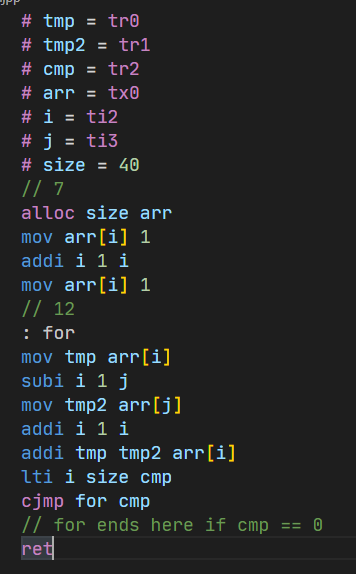 # tmp = tr0
# tmp2 = tr1
# cmp = tr2
# arr = tx0
# i = ti2
# j = ti3
# size = 40
// 7
alloc size arr
mov arr[i] 1
addi i 1 i
mov arr[i] 1
// 12
: for
mov tmp arr[i]
subi i 1 j
mov tmp2 arr[j]
addi i 1 i
addi tmp tmp2 arr[i]
lti i size cmp
cjmp for cmp
// for ends here if cmp == 0
ret